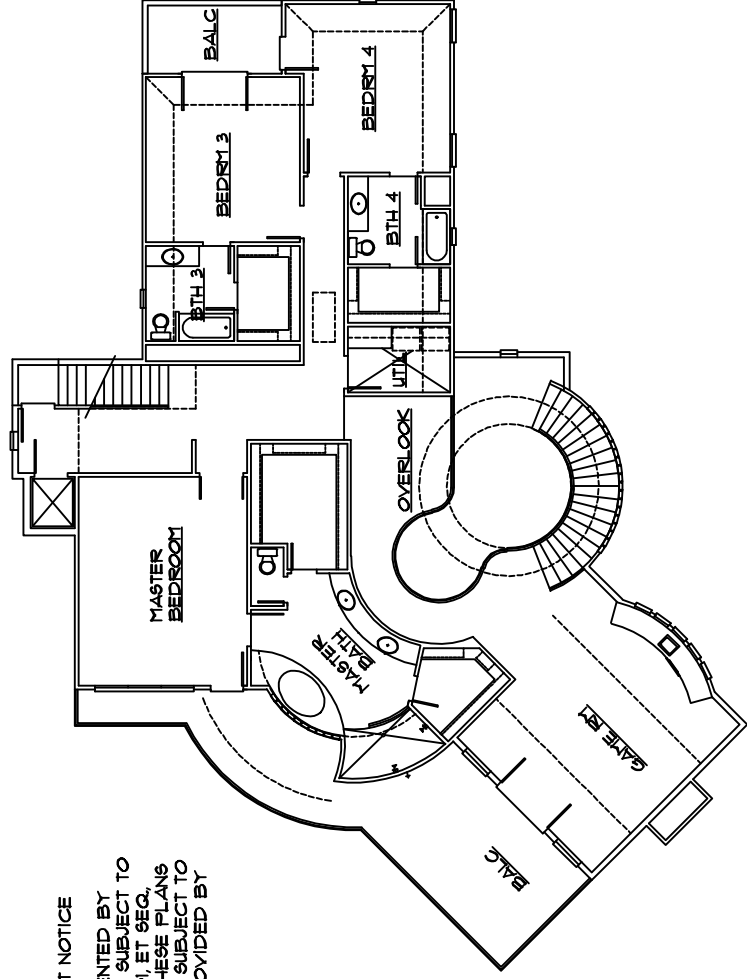 BALC
BEDRM 4
BEDRM 3
BTH 4
BTH 3
UTIL
OVERLOOK
MASTER
BEDROOM
MASTER
BATH
GAME RM
BALC
T NOTICE
ENTED BY
SUBJECT TO
ET SEQ.,
HESE PLANS
SUBJECT TO
OVIDED BY